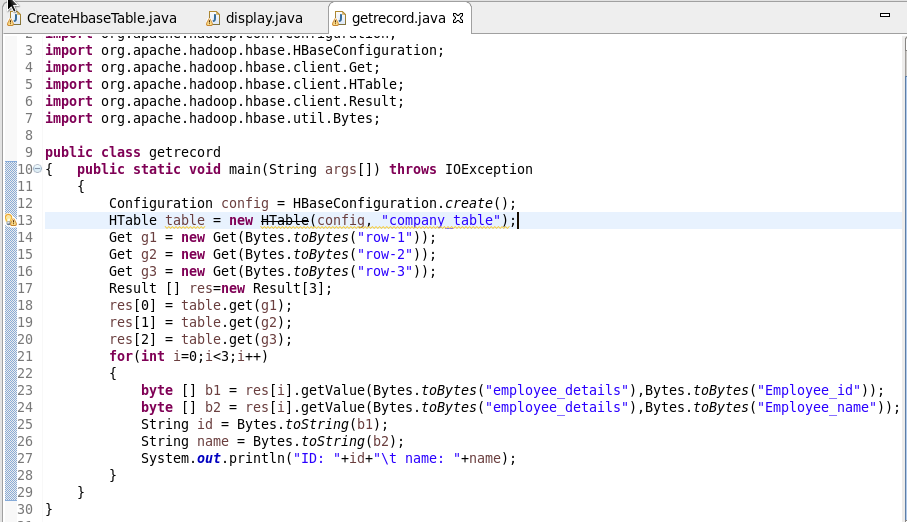 CreateHbaseTable.java display.java getrecord.java
2 import org.apache.hadoop.conf.Configuration;
3 import org.apache.hadoop.hbase.HBaseConfiguration;
4 import org.apache.hadoop.hbase.client.Get;
5 import org.apache.hadoop.hbase.client.HTable;
6 import org.apache.hadoop.hbase.client.Result;
7 import org.apache.hadoop.hbase.util.Bytes;
8
9 public class getrecord
10 { public static void main(String args[]) throws IOException
11 {
12 Configuration config = HBaseConfiguration.create();
13 HTable table = new HTable(config, "company_table");
14 Get g1 = new Get(Bytes.toBytes("row-1"));
15 Get g2 = new Get(Bytes.toBytes("row-2"));
16 Get g3 = new Get(Bytes.toBytes("row-3"));
17 Result [] res=new Result[3];
18 res[0] = table.get(g1);
19 res[1] = table.get(g2);
20 res[2] = table.get(g3);
21 for(int i=0;i<3;i++)
22 {
23 byte [] b1 = res[i].getValue(Bytes.toBytes("employee_details"),Bytes.toBytes("Employee_id"));
24 byte [] b2 = res[i].getValue(Bytes.toBytes("employee_details"),Bytes.toBytes("Employee_name"));
25 String id = Bytes.toString(b1);
26 String name = Bytes.toString(b2);
27 System.out.println("ID: "+id+"\t name: "+name);
28 }
29 }
30 }